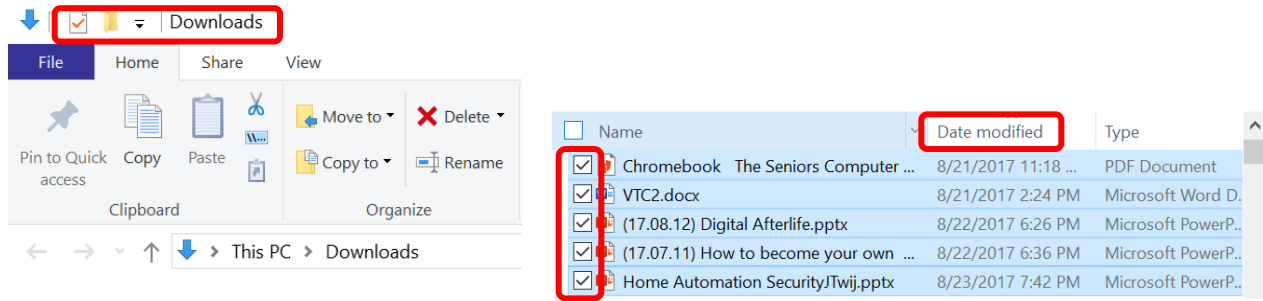 Downloads
File Home Share View
Pin to Quick access
Copy
Paste
Move to
Copy to
Delete
Rename
Clipboard
Organize
This PC > Downloads
Name Date modified Type
Chromebook The Seniors Computer ... 8/21/2017 11:18 ... PDF Document
VTC2.docx 8/21/2017 2:24 PM Microsoft Word D.
(17.08.12) Digital Afterlife.pptx 8/22/2017 6:26 PM Microsoft PowerP..
(17.07.11) How to become your own ... 8/22/2017 6:36 PM Microsoft PowerP..
Home Automation SecurityJTwij.pptx 8/23/2017 7:42 PM Microsoft PowerP..